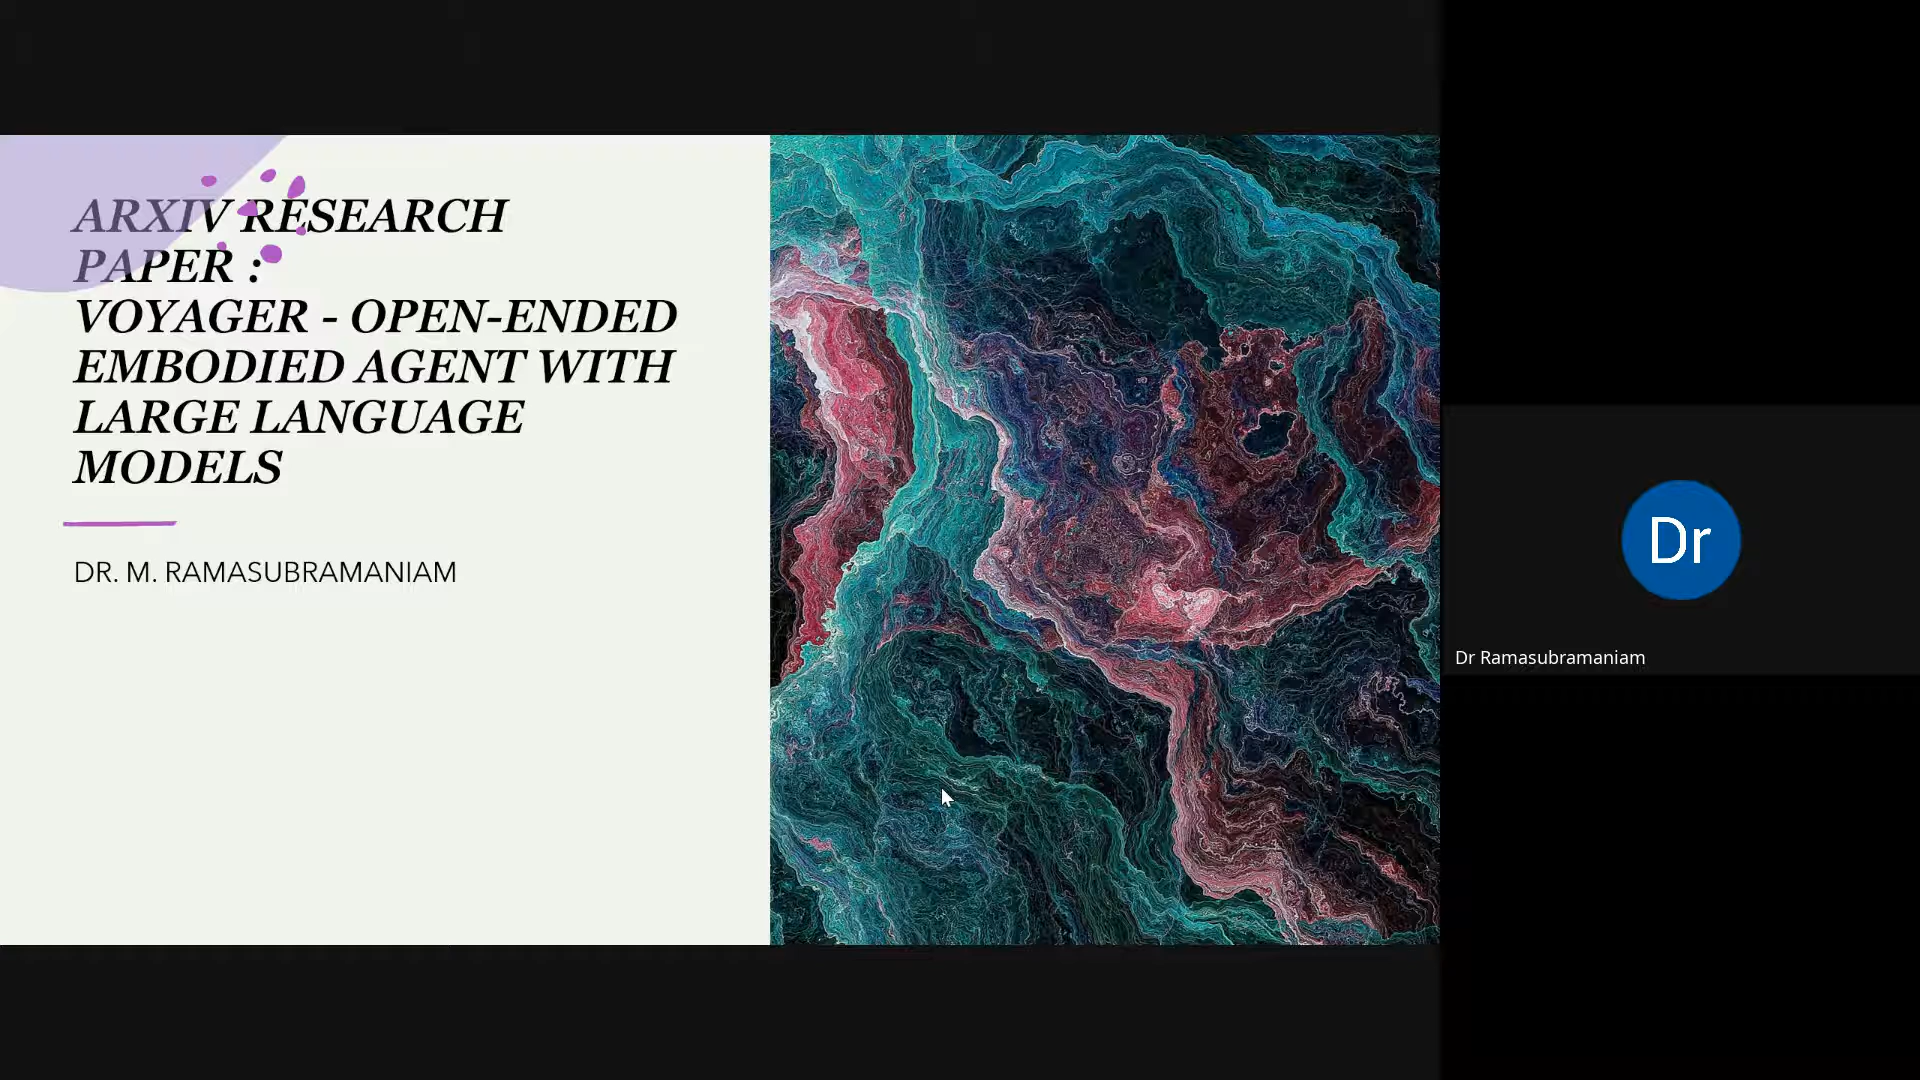 ARXIV RESEARCH
PAPER :
VOYAGER - OPEN-ENDED
EMBODIED AGENT WITH
LARGE LANGUAGE
MODELS
DR. M. RAMASUBRAMANIAM
Dr
Dr Ramasubramaniam